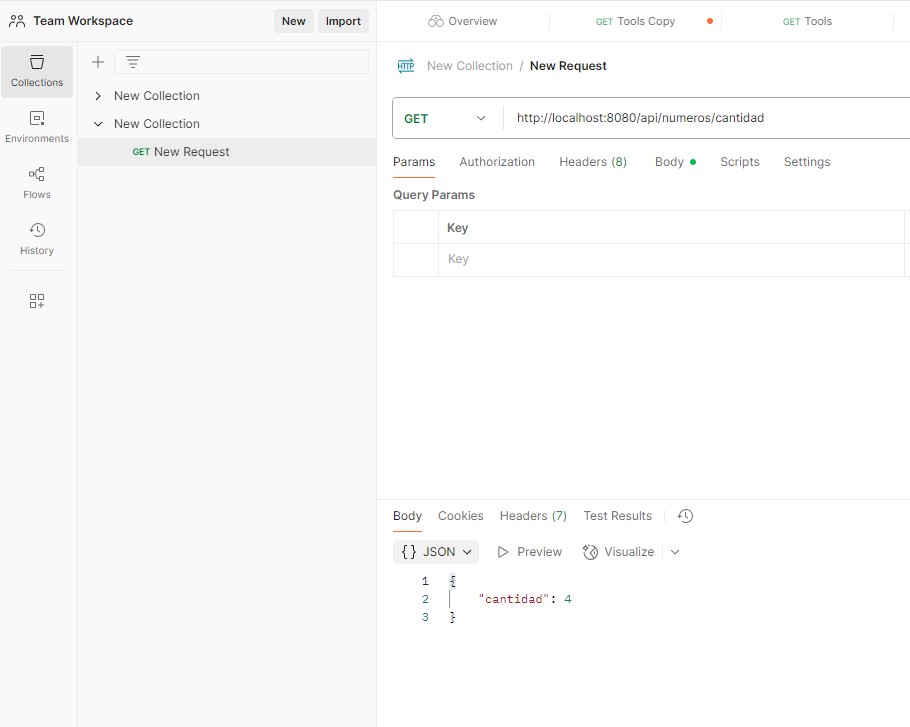 Team Workspace
New
Import
Overview
GET Tools Copy
GET Tools
Collections
Environments
Flows
History
New Collection
New Collection
GET New Request
HTTP New Collection / New Request
GET
http://localhost:8080/api/numeros/cantidad
Params Authorization Headers (8) Body Scripts Settings
Query Params
Key
Key
Body Cookies Headers (7) Test Results
{} JSON Preview Visualize
1 {
2 "cantidad": 4
3 }